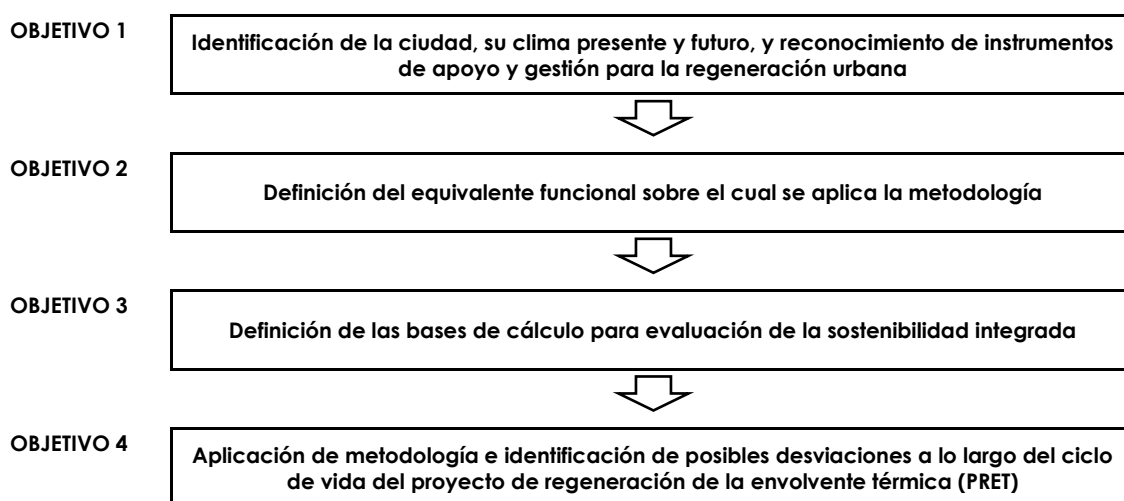 OBJETIVO 1
Identificación de la ciudad, su clima presente y futuro, y reconocimiento de instrumentos
de apoyo y gestión para la regeneración urbana
OBJETIVO 2
Definición del equivalente funcional sobre el cual se aplica la metodología
OBJETIVO 3
Definición de las bases de cálculo para evaluación de la sostenibilidad integrada
OBJETIVO 4
Aplicación de metodología e identificación de posibles desviaciones a lo largo del ciclo
de vida del proyecto de regeneración de la envolvente térmica (PRET)